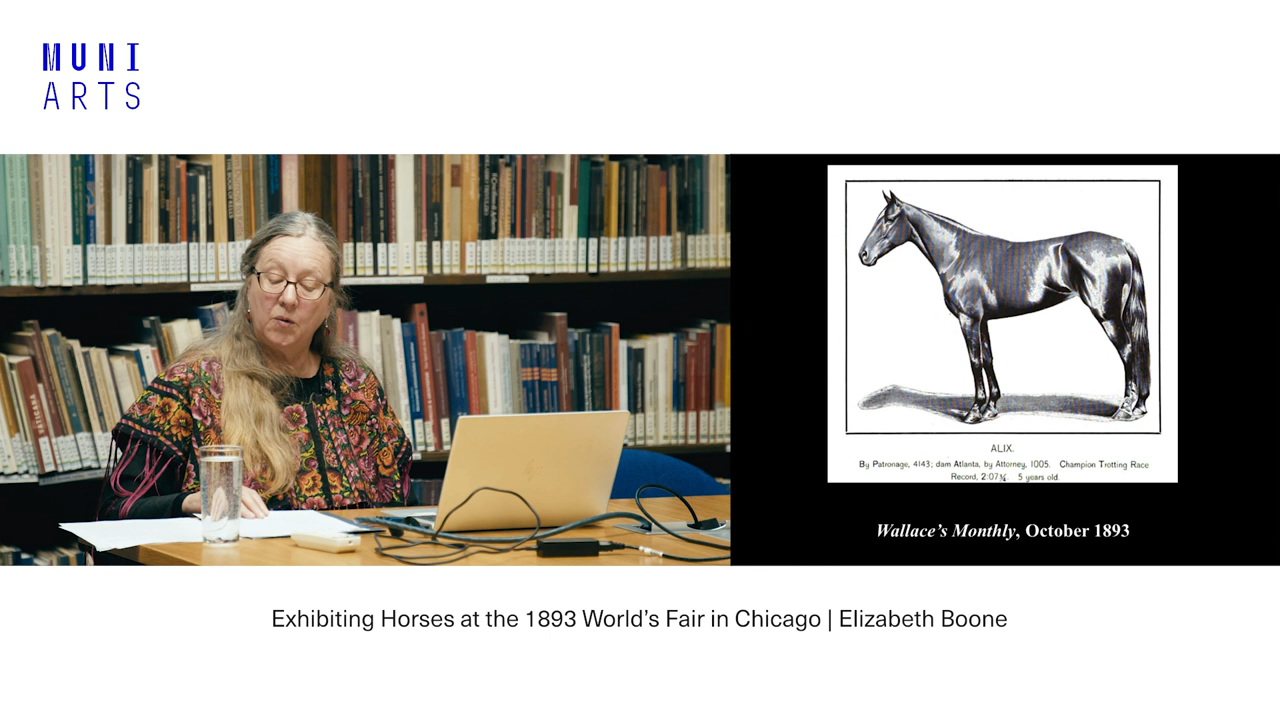 MUNI
ARTS
VATICANA
ALIX.
By Patronage, 4143; dam Atlanta, by Attorney, 1005. Champion Trotting Race
Record, 2:07¾. 5 years old
Wallace's Monthly, October 1893
Exhibiting Horses at the 1893 World's Fair in Chicago | Elizabeth Boone